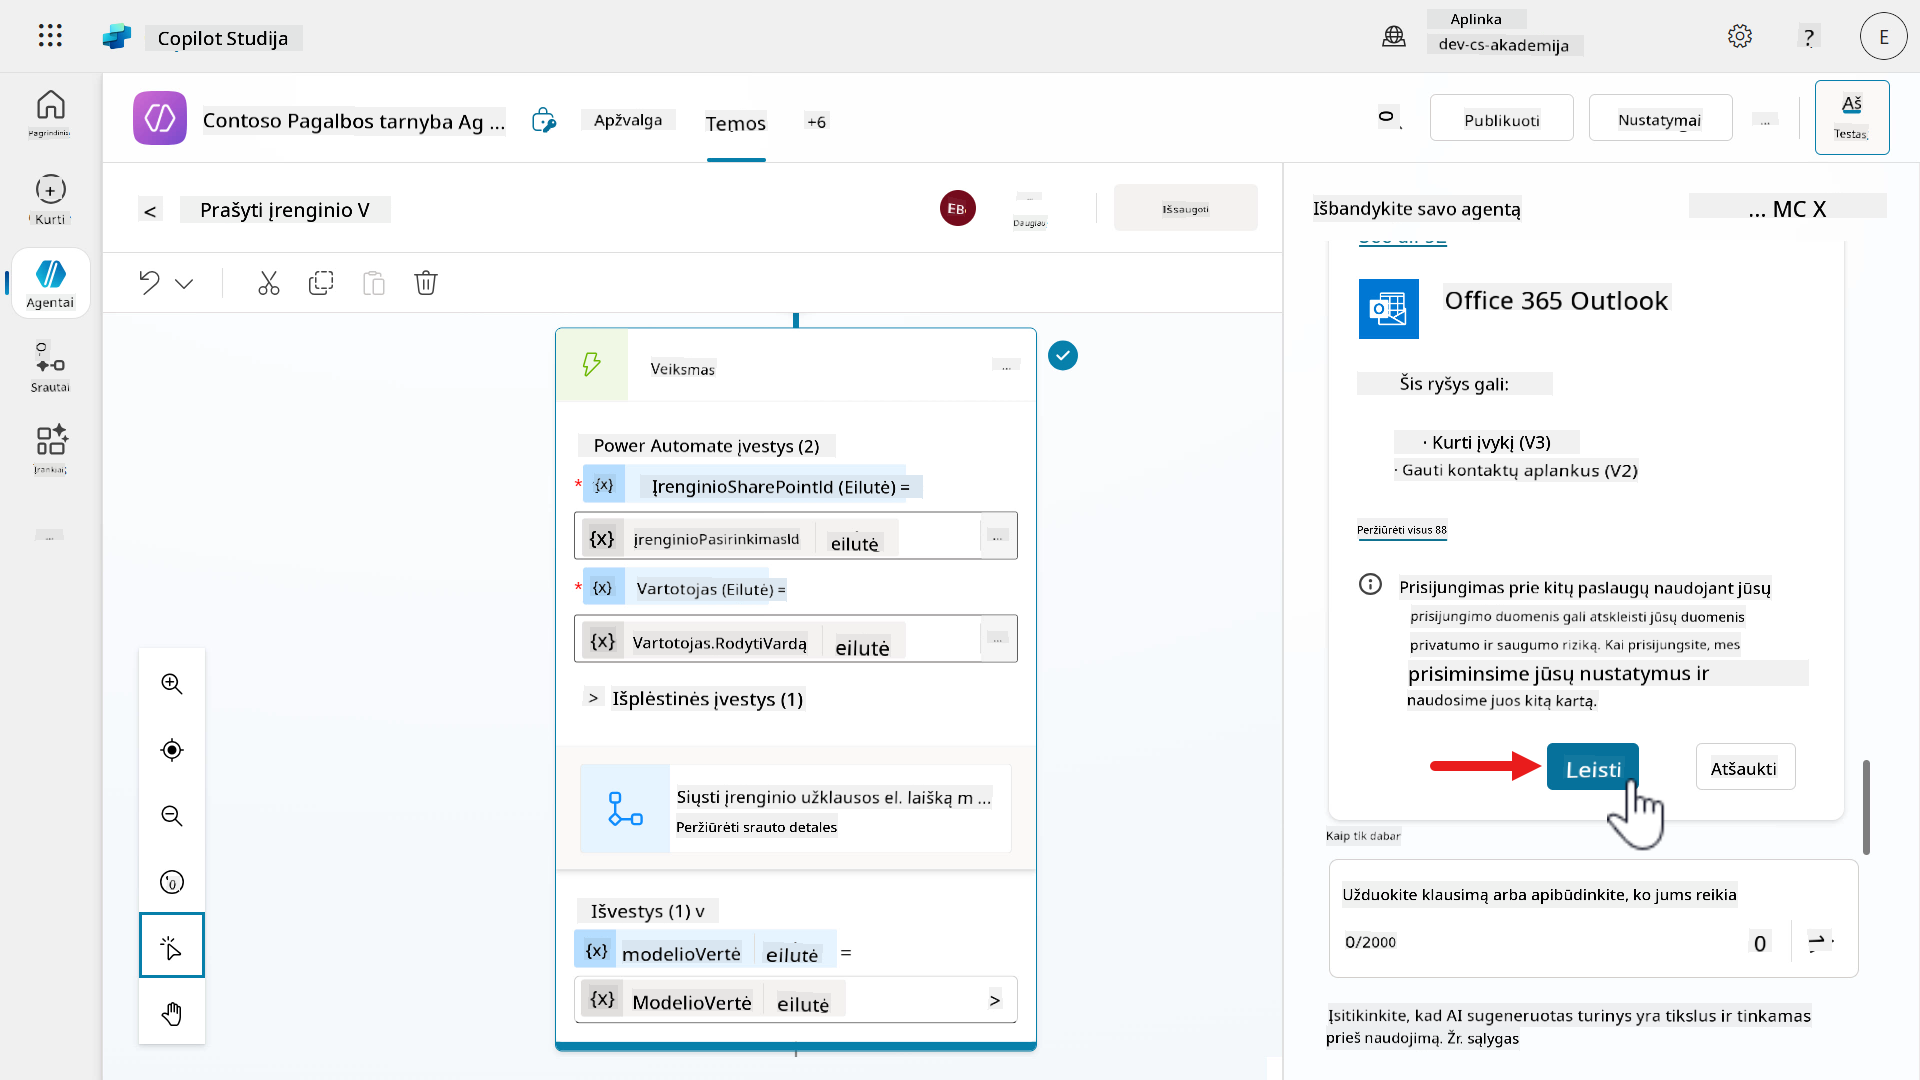 Copilot Studija
Aplinka
dev-cs-akademija
?
E
Pagrindinis
Kurti
Agentai
Srautai
Įrankiai
...
Contoso Pagalbos tarnyba Ag ...
Apžvalga
Temos
+6
Publikuoti
Nustatymai
...
Aš
Testas
<
Prašyti įrenginio V
EB
Daugiau
Išsaugoti
Veiksmas
...
Power Automate įvestys (2)
* {x} ĮrenginioSharePointId (Eilutė) =
{x} įrenginioPasirinkimasId eilutė ...
* {x} Vartotojas (Eilutė) =
{x} Vartotojas.RodytiVardą eilutė ...
> Išplėstinės įvestys (1)
Siųsti įrenginio užklausos el. laišką m ...
Peržiūrėti srauto detales
Išvestys (1) v
{x} modelioVertė eilutė =
{x} ModelioVertė eilutė >
Išbandykite savo agentą
... MC X
Office 365 Outlook
Šis ryšys gali:
· Kurti įvykį (V3)
· Gauti kontaktų aplankus (V2)
Peržiūrėti visus 88
Prisijungimas prie kitų paslaugų naudojant jūsų
prisijungimo duomenis gali atskleisti jūsų duomenis
privatumo ir saugumo riziką. Kai prisijungsite, mes
prisiminsime jūsų nustatymus ir
naudosime juos kitą kartą.
Leisti
Atšaukti
Kaip tik dabar
Užduokite klausimą arba apibūdinkite, ko jums reikia
0/2000
0
Įsitikinkite, kad AI sugeneruotas turinys yra tikslus ir tinkamas
prieš naudojimą. Žr. sąlygas